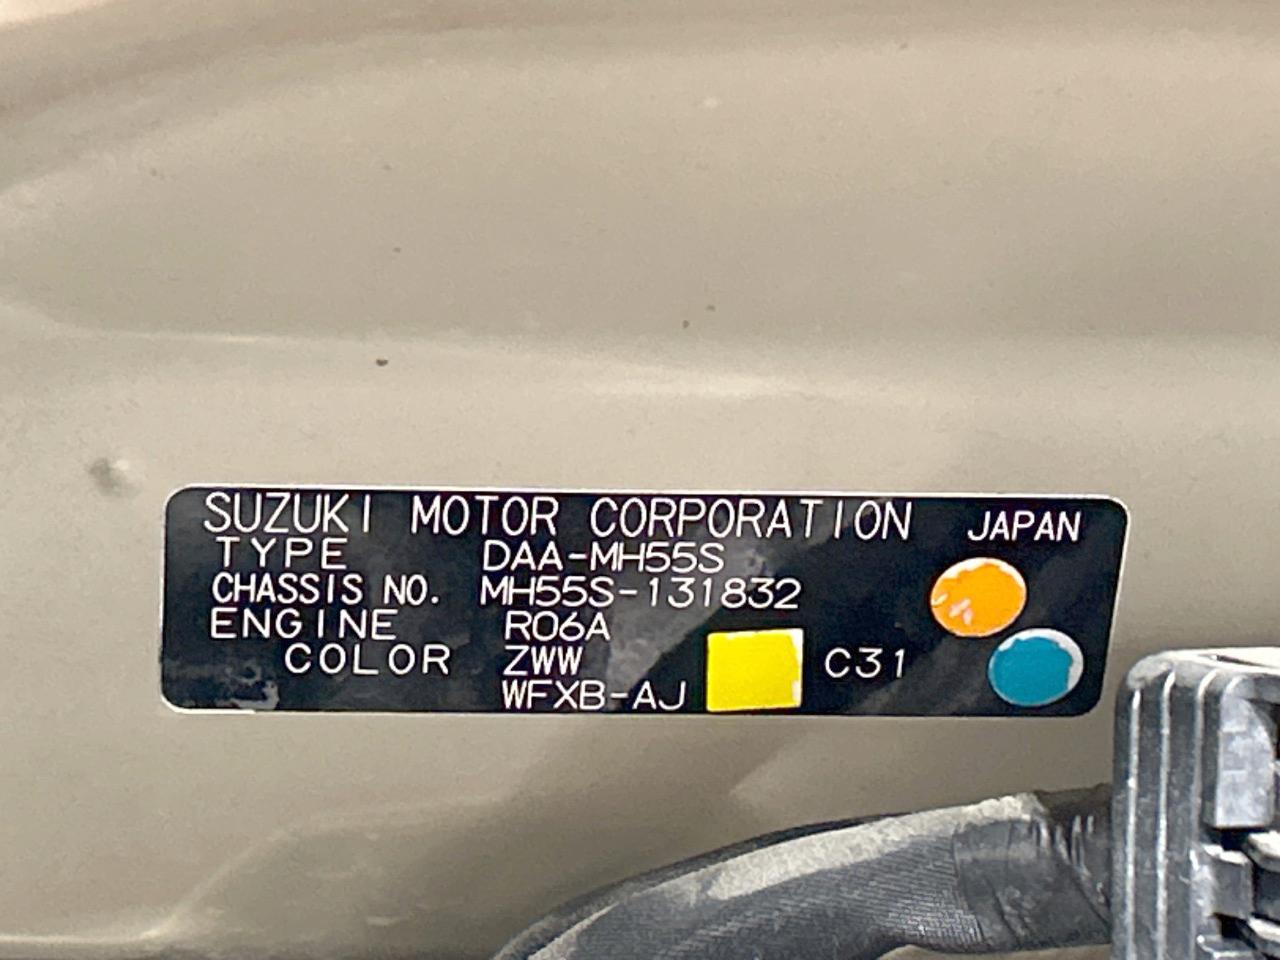 SUZUKI MOTOR CORPORATION JAPAN
TYPE DAA-MH55S
CHASSIS NO. MH55S-131832
ENGINE R06A
COLOR ZWW C31
WFXB-AJ